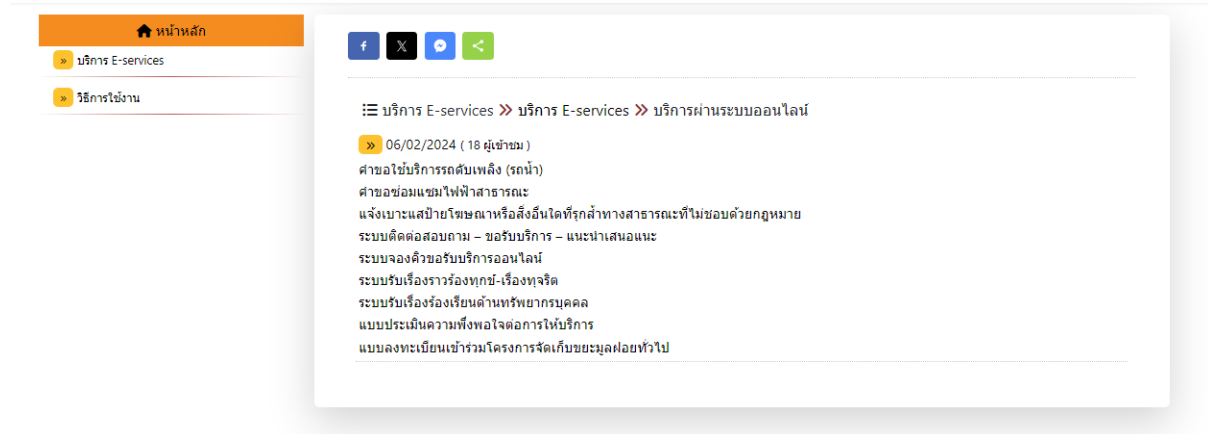 หน้าหลัก
» บริการ E-services
» วิธีการใช้งาน
บริการ E-services » บริการ E-services » บริการผ่านระบบออนไลน์
» 06/02/2024 ( 18 ผู้เข้าชม )
คำขอใช้บริการรถดับเพลิง (รถน้ำ)
คำขอซ่อมแซมไฟฟ้าสาธารณะ
แจ้งเบาะแสป้ายโฆษณาหรือสิ่งอื่นใดที่รุกล้ำทางสาธารณะที่ไม่ชอบด้วยกฎหมาย
ระบบติดต่อสอบถาม – ขอรับบริการ – แนะนำเสนอแนะ
ระบบจองคิวขอรับบริการออนไลน์
ระบบรับเรื่องราวร้องทุกข์-เรื่องทุจริต
ระบบรับเรื่องร้องเรียนด้านทรัพยากรบุคคล
แบบประเมินความพึ่งพอใจต่อการให้บริการ
แบบลงทะเบียนเข้าร่วมโครงการจัดเก็บขยะมูลฝอยทั่วไป